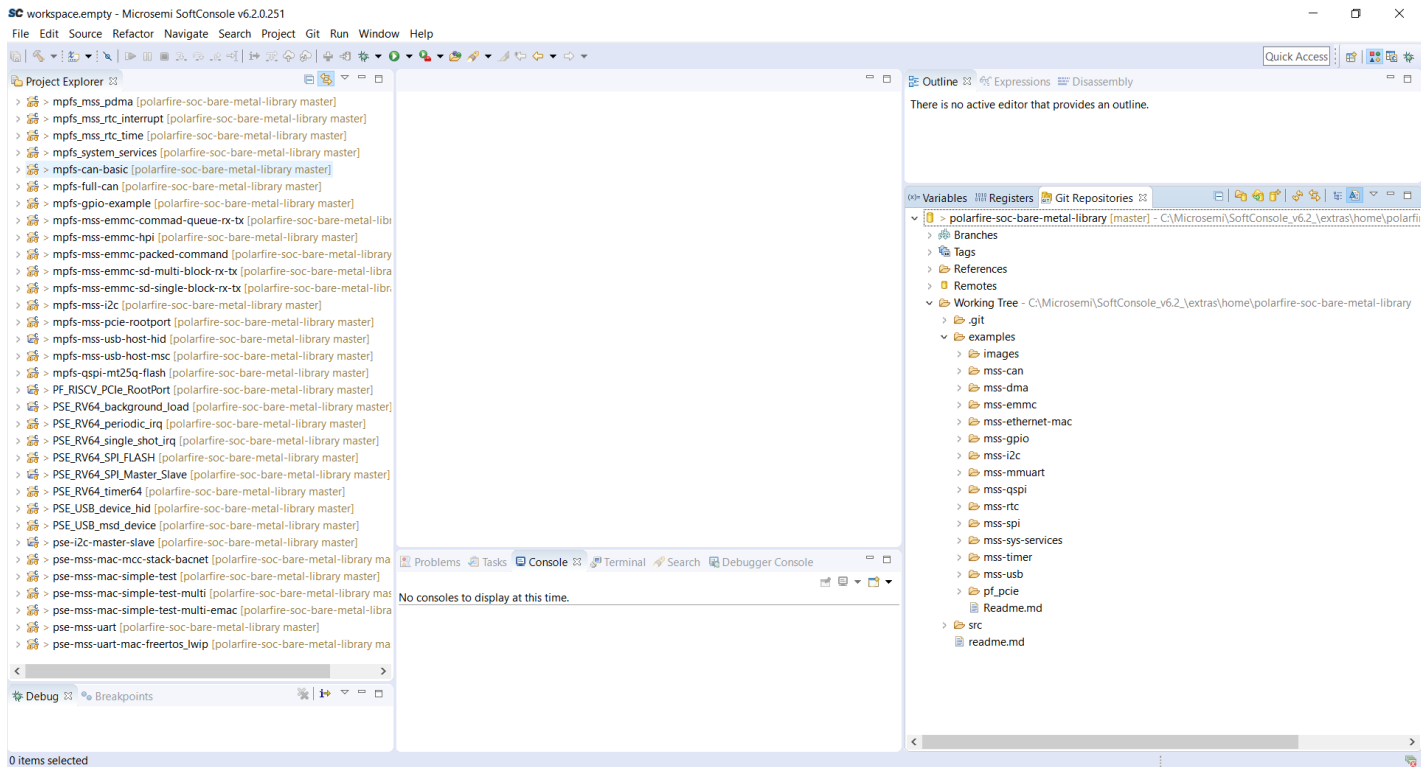 SC workspace.empty - Microsemi SoftConsole v6.2.0.251
File Edit Source Refactor Navigate Search Project Git Run Window Help
Quick Access
Project Explorer
> mpfs_mss_pdma [polarfire-soc-bare-metal-library master]
> mpfs_mss_rtc_interrupt [polarfire-soc-bare-metal-library master]
> mpfs_mss_rtc_time [polarfire-soc-bare-metal-library master]
> mpfs_system_services [polarfire-soc-bare-metal-library master]
> mpfs-can-basic [polarfire-soc-bare-metal-library master]
> mpfs-full-can [polarfire-soc-bare-metal-library master]
> mpfs-gpio-example [polarfire-soc-bare-metal-library master]
> mpfs-mss-emmc-commad-queue-rx-tx [polarfire-soc-bare-metal-libr
> mpfs-mss-emmc-hpi [polarfire-soc-bare-metal-library master]
> mpfs-mss-emmc-packed-command [polarfire-soc-bare-metal-library
> mpfs-mss-emmc-sd-multi-block-rx-tx [polarfire-soc-bare-metal-libra
> mpfs-mss-emmc-sd-single-block-rx-tx [polarfire-soc-bare-metal-libr
> mpfs-mss-i2c [polarfire-soc-bare-metal-library master]
> mpfs-mss-pcie-rootport [polarfire-soc-bare-metal-library master]
> mpfs-mss-usb-host-hid [polarfire-soc-bare-metal-library master]
> mpfs-mss-usb-host-msc [polarfire-soc-bare-metal-library master]
> mpfs-qspi-mt25q-flash [polarfire-soc-bare-metal-library master]
> PF_RISCV_PCIe_RootPort [polarfire-soc-bare-metal-library master]
> PSE_RV64_background_load [polarfire-soc-bare-metal-library master]
> PSE_RV64_periodic_irq [polarfire-soc-bare-metal-library master]
> PSE_RV64_single_shot_irq [polarfire-soc-bare-metal-library master]
> PSE_RV64_SPI_FLASH [polarfire-soc-bare-metal-library master]
> PSE_RV64_SPI_Master_Slave [polarfire-soc-bare-metal-library master]
> PSE_RV64_timer64 [polarfire-soc-bare-metal-library master]
> PSE_USB_device_hid [polarfire-soc-bare-metal-library master]
> PSE_USB_msd_device [polarfire-soc-bare-metal-library master]
> pse-i2c-master-slave [polarfire-soc-bare-metal-library master]
> pse-mss-mac-mcc-stack-bacnet [polarfire-soc-bare-metal-library ma
> pse-mss-mac-simple-test [polarfire-soc-bare-metal-library master]
> pse-mss-mac-simple-test-multi [polarfire-soc-bare-metal-library mas
> pse-mss-mac-simple-test-multi-emac [polarfire-soc-bare-metal-libra
> pse-mss-uart [polarfire-soc-bare-metal-library master]
> pse-mss-uart-mac-freertos_lwip [polarfire-soc-bare-metal-library ma
Debug Breakpoints
Problems Tasks Console Terminal Search Debugger Console
No consoles to display at this time.
Outline Expressions Disassembly
There is no active editor that provides an outline.
Variables Registers Git Repositories
> polarfire-soc-bare-metal-library [master] - C:\Microsemi\SoftConsole_v6.2_\extras\home\polarfi
Branches
Tags
References
Remotes
Working Tree - C:\Microsemi\SoftConsole_v6.2_\extras\home\polarfire-soc-bare-metal-library
.git
examples
images
mss-can
mss-dma
mss-emmc
mss-ethernet-mac
mss-gpio
mss-i2c
mss-mmuart
mss-qspi
mss-rtc
mss-spi
mss-sys-services
mss-timer
mss-usb
pf_pcie
Readme.md
src
readme.md
0 items selected